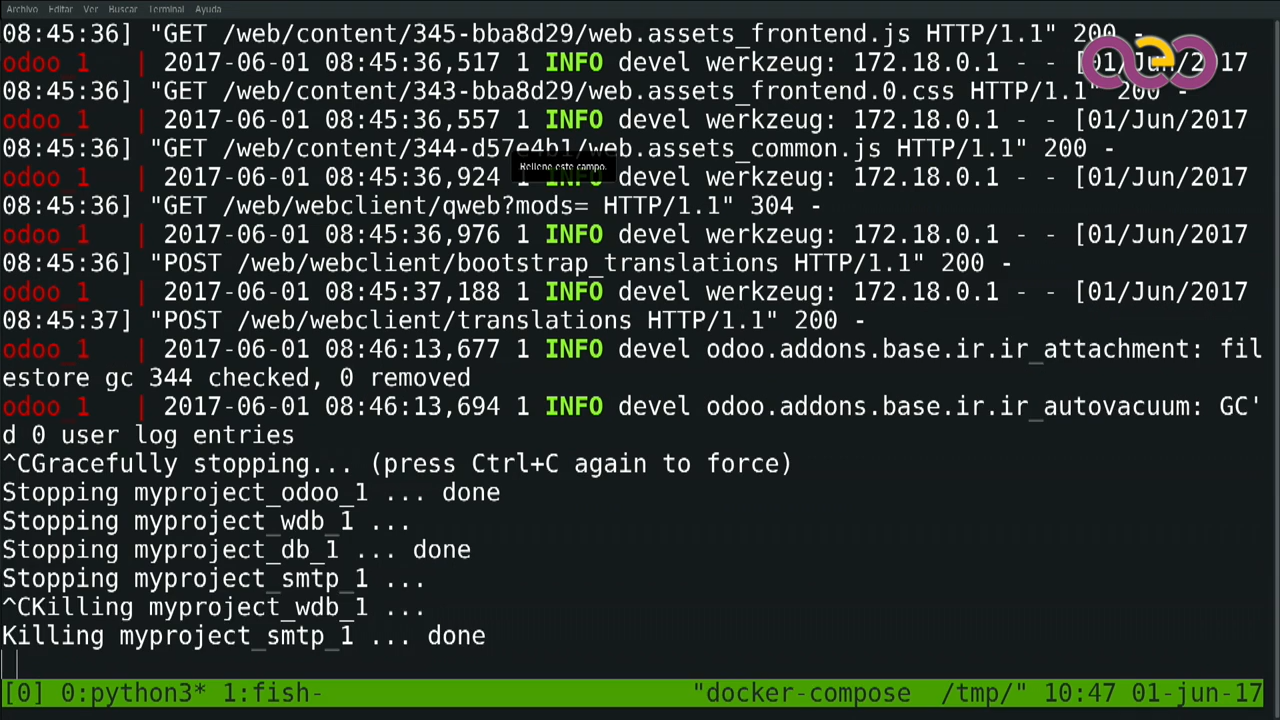 Archivo Editar Ver Buscar Terminal Ayuda
08:45:36] "GET /web/content/345-bba8d29/web.assets_frontend.js HTTP/1.1" 200 -
odoo_1 | 2017-06-01 08:45:36,517 1 INFO devel werkzeug: 172.18.0.1 - - [01/Jun/2017
08:45:36] "GET /web/content/343-bba8d29/web.assets_frontend.0.css HTTP/1.1" 200 -
odoo_1 | 2017-06-01 08:45:36,557 1 INFO devel werkzeug: 172.18.0.1 - - [01/Jun/2017
08:45:36] "GET /web/content/344-d57e4b1/web.assets_common.js HTTP/1.1" 200 -
Rellene este campo.
odoo_1 | 2017-06-01 08:45:36,924 1 INFO devel werkzeug: 172.18.0.1 - - [01/Jun/2017
08:45:36] "GET /web/webclient/qweb?mods= HTTP/1.1" 304 -
odoo_1 | 2017-06-01 08:45:36,976 1 INFO devel werkzeug: 172.18.0.1 - - [01/Jun/2017
08:45:36] "POST /web/webclient/bootstrap_translations HTTP/1.1" 200 -
odoo_1 | 2017-06-01 08:45:37,188 1 INFO devel werkzeug: 172.18.0.1 - - [01/Jun/2017
08:45:37] "POST /web/webclient/translations HTTP/1.1" 200 -
odoo_1 | 2017-06-01 08:46:13,677 1 INFO devel odoo.addons.base.ir.ir_attachment: fil
estore gc 344 checked, 0 removed
odoo_1 | 2017-06-01 08:46:13,694 1 INFO devel odoo.addons.base.ir.ir_autovacuum: GC'
d 0 user log entries
^CGracefully stopping... (press Ctrl+C again to force)
Stopping myproject_odoo_1 ... done
Stopping myproject_wdb_1 ...
Stopping myproject_db_1 ... done
Stopping myproject_smtp_1 ...
^CKilling myproject_wdb_1 ...
Killing myproject_smtp_1 ... done
[0] 0:python3* 1:fish- "docker-compose /tmp/" 10:47 01-jun-17